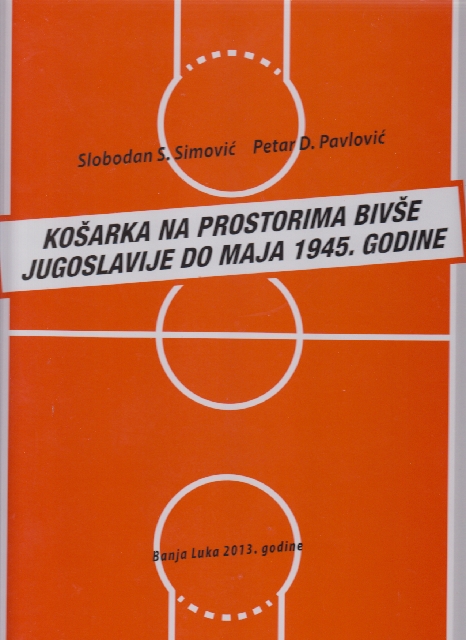 Slobodan S. Simović Petar D. Pavlović
KOŠARKA NA PROSTORIMA BIVŠE
JUGOSLAVIJE DO MAJA 1945. GODINE
Banja Luka 2013. godine